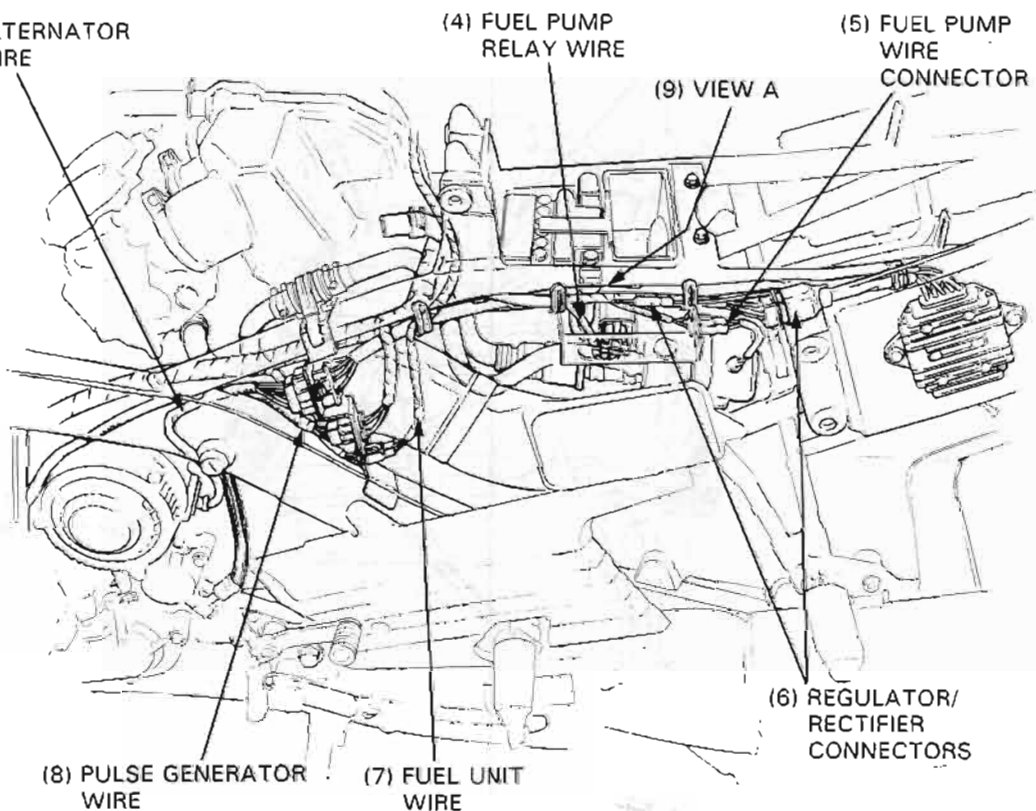 (4) FUEL PUMP
RELAY WIRE
(5) FUEL PUMP
WIRE
CONNECTOR
(9) VIEW A
(6) REGULATOR/
RECTIFIER
CONNECTORS
(8) PULSE GENERATOR
WIRE
(7) FUEL UNIT
WIRE